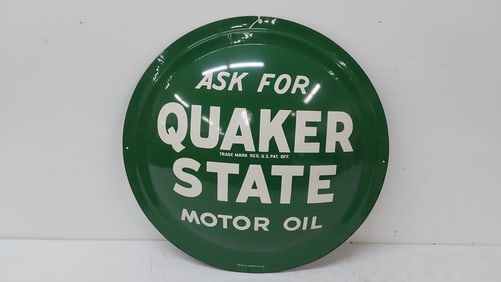 ASK FOR
QUAKER
TRADE MARK REG. U.S. PAT. OFF.
STATE
MOTOR OIL